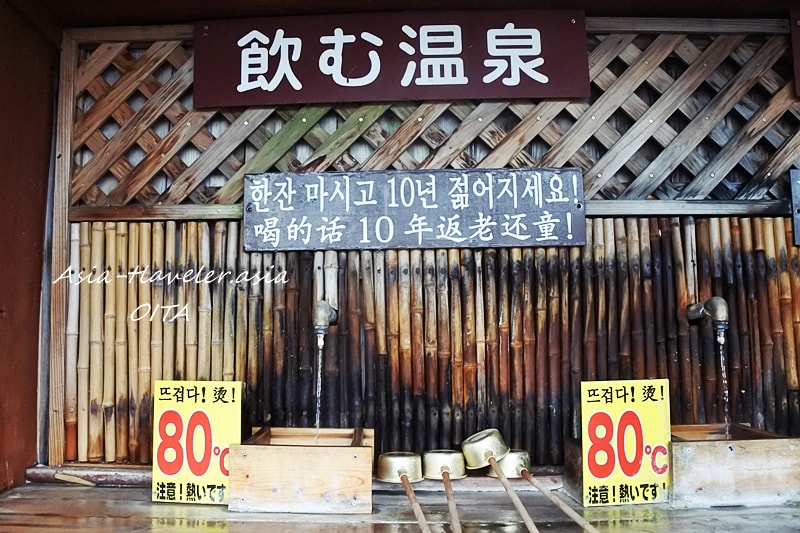 飲む温泉
한잔 마시고 10년 젊어지세요!
喝的话 10 年返老还童!
Asia-Traveler.asia
OITA
뜨겁다! 烫!
80℃
注意!熱いです
뜨겁다! 烫!
80℃
注意!熱いです!